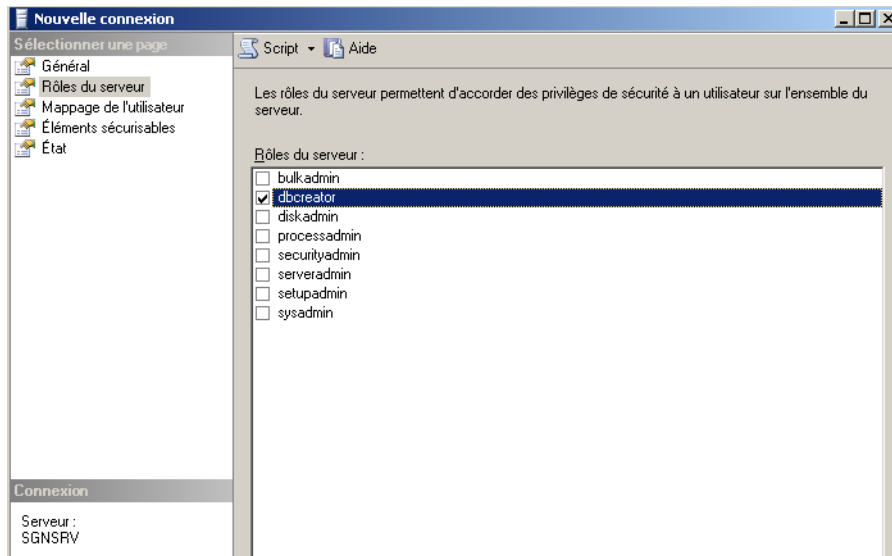 Nouvelle connexion
Sélectionner une page
Général
Rôles du serveur
Mappage de l'utilisateur
Éléments sécurisables
État
Script
Aide
Les rôles du serveur permettent d'accorder des privilèges de sécurité à un utilisateur sur l'ensemble du
serveur.
Rôles du serveur :
bulkadmin
dbcreator
diskadmin
processadmin
securityadmin
serveradmin
setupadmin
sysadmin
Connexion
Serveur :
SGNSRV